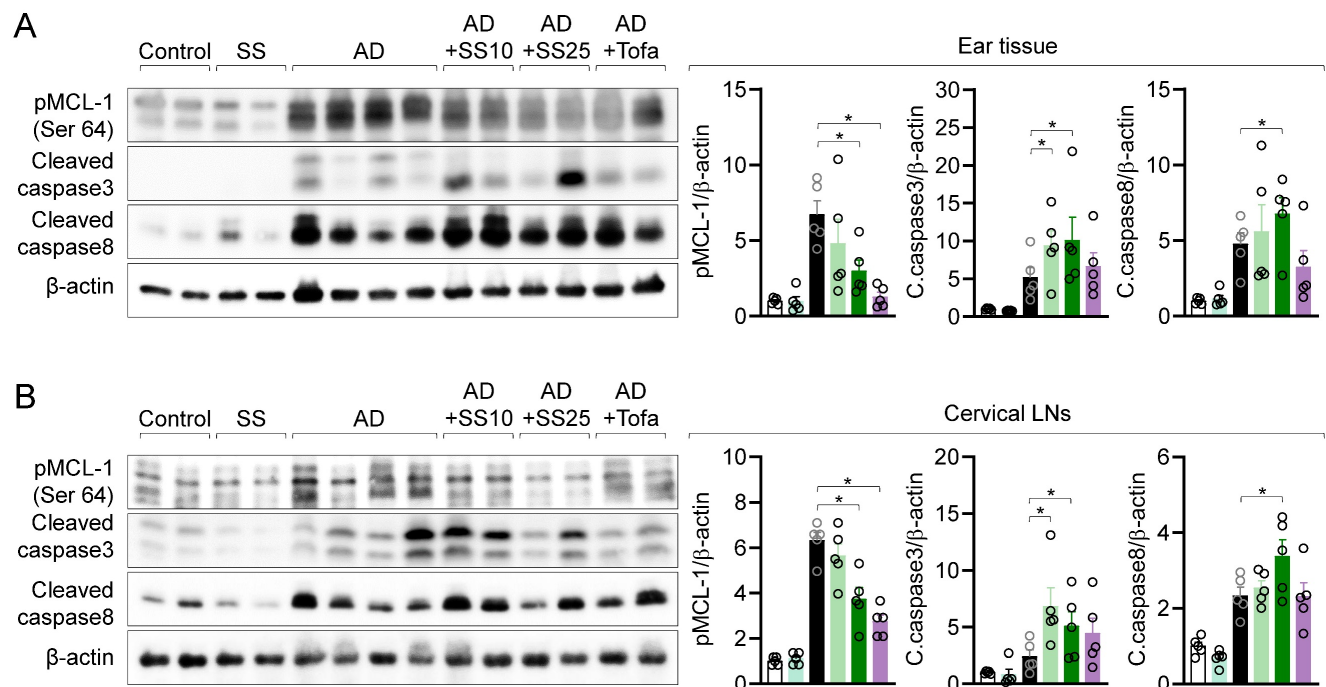 A
Control SS AD AD +SS10 AD +SS25 AD +Tofa
pMCL-1
(Ser 64)
Cleaved
caspase3
Cleaved
caspase8
β-actin
Ear tissue
pMCL-1/β-actin
15
10
5
0
* *
C.caspase3/β-actin
30
25
20
15
10
5
0
* *
C.caspase8/β-actin
15
10
5
0
*
B
Control SS AD AD +SS10 AD +SS25 AD +Tofa
pMCL-1
(Ser 64)
Cleaved
caspase3
Cleaved
caspase8
β-actin
Cervical LNs
pMCL-1/β-actin
10
8
6
4
2
0
* *
C.caspase3/β-actin
20
15
10
5
0
* *
C.caspase8/β-actin
6
4
2
0
*